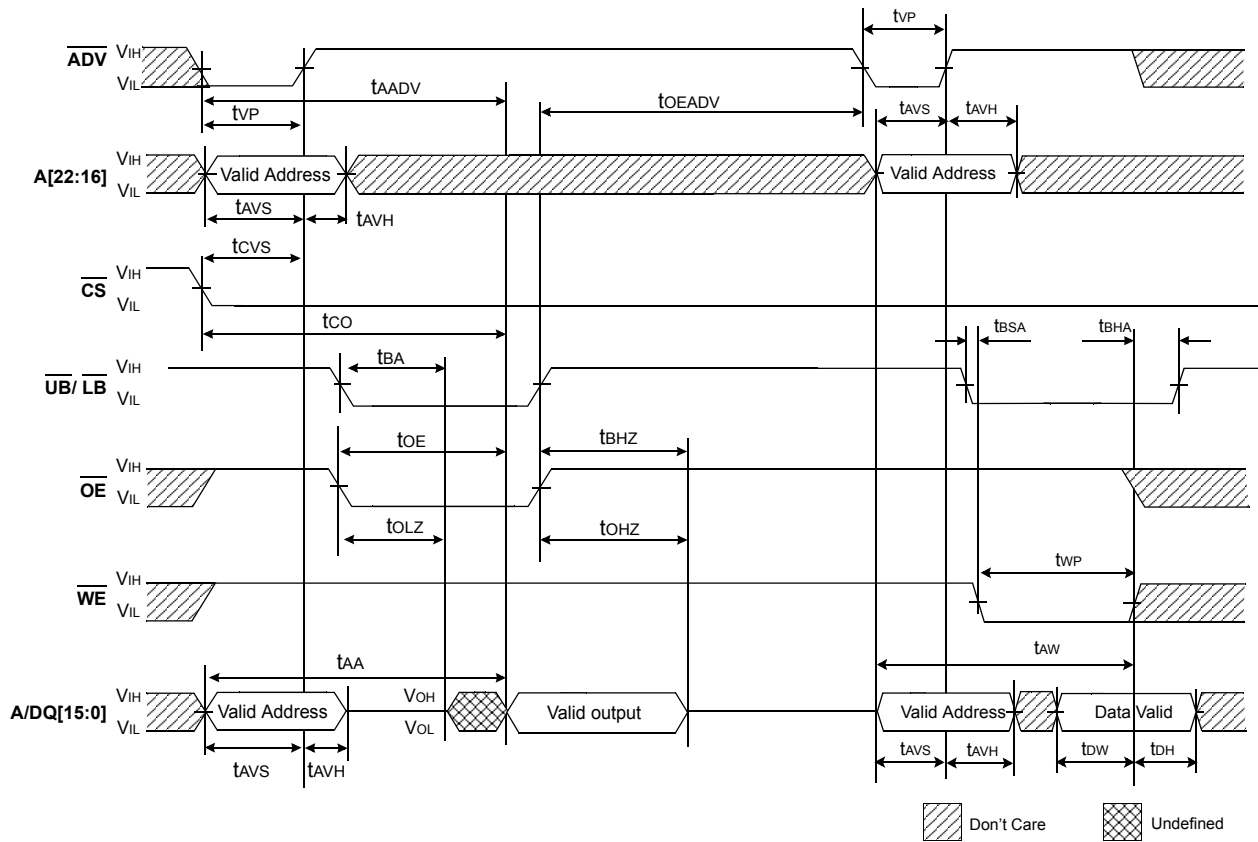 tVP
ADV VIH
VIL
tAADV
tOEADV
tVP
tAVS tAVH
A[22:16] VIH
VIL
Valid Address
Valid Address
tAVS
tAVH
tCVS
CS VIH
VIL
tCO
tBSA
tBHA
tBA
UB/ LB VIH
VIL
tOE
tBHZ
OE VIH
VIL
tOLZ
tOHZ
tWP
WE VIH
VIL
tAA
tAW
A/DQ[15:0] VIH
VIL
Valid Address
VOH
VOL
Valid output
Valid Address
Data Valid
tAVS tAVH
tAVS tAVH
tDW tDH
Don't Care
Undefined